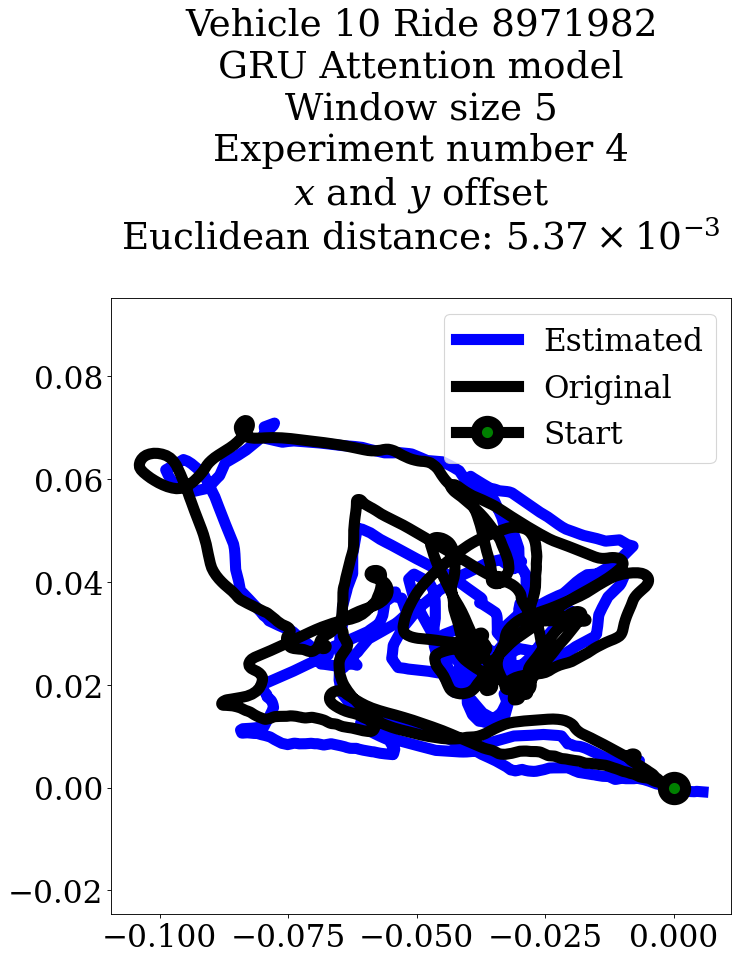 Vehicle 10 Ride 8971982
GRU Attention model
Window size 5
Experiment number 4
x and y offset
Euclidean distance: 5.37 × 10⁻³
Estimated
Original
Start
0.08
0.06
0.04
0.02
0.00
−0.02
−0.100 −0.075 −0.050 −0.025 0.000